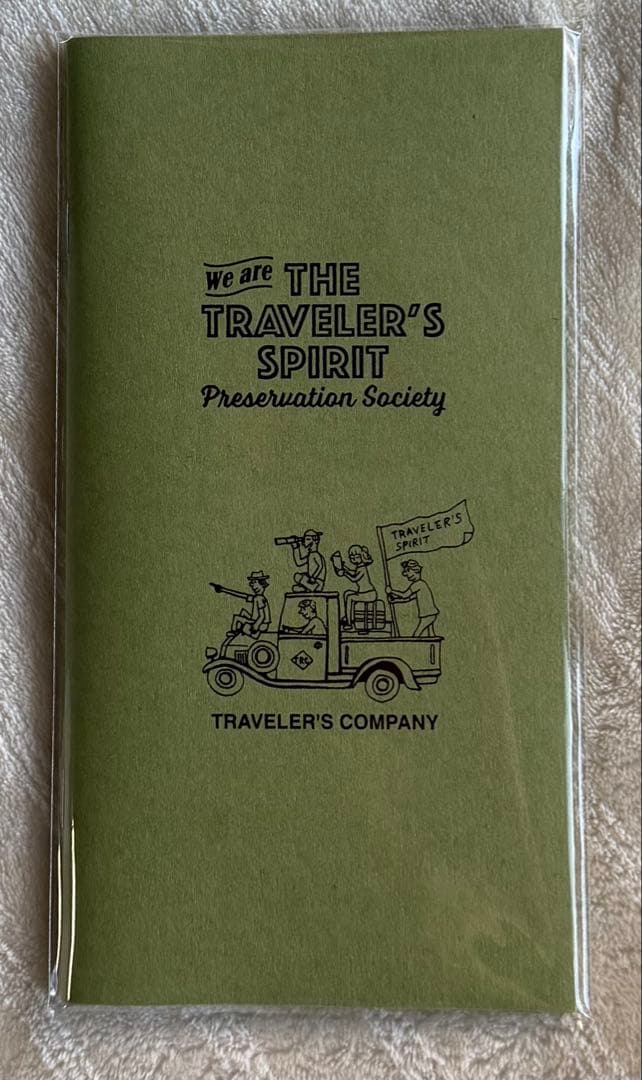 We are THE
TRAVELER'S
SPIRIT
Preservation Society
TRAVELER'S
SPIRIT
TRC
TRAVELER'S COMPANY